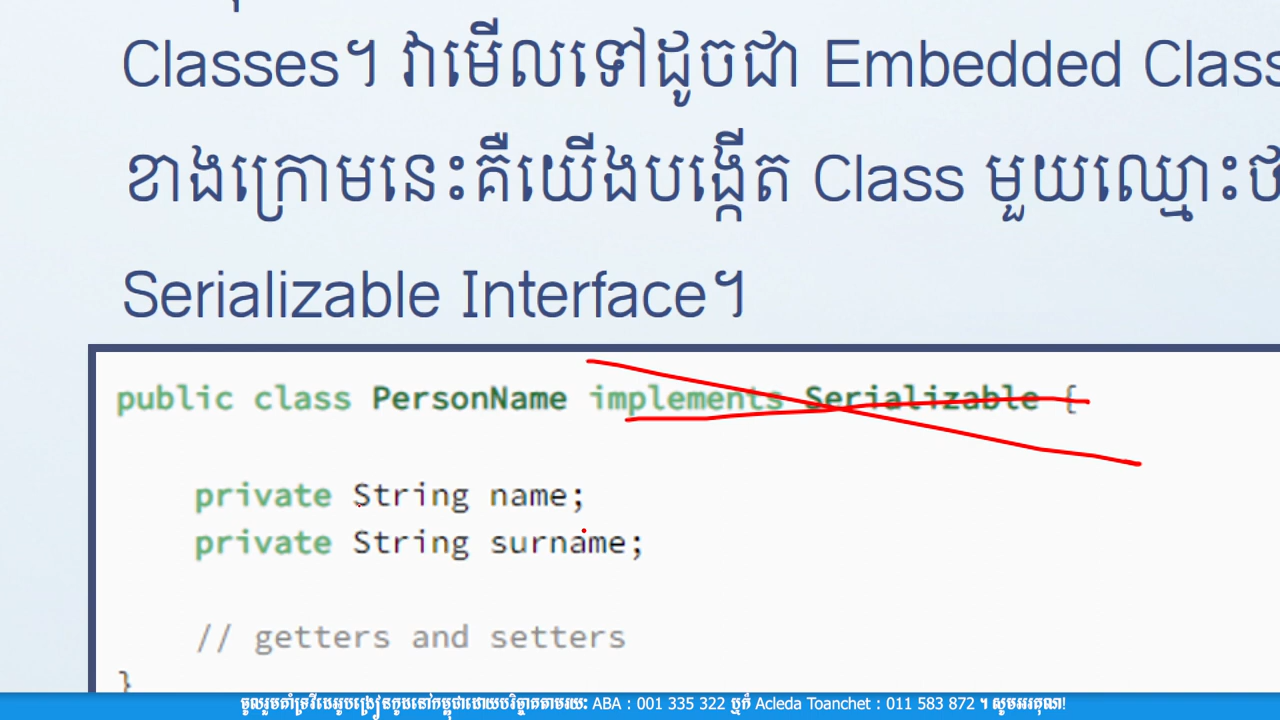 Classes។ វាមើលទៅដូចជា Embedded Class
ខាងក្រោមនេះគឺយើងបង្កើត Class មួយឈ្មោះថ
Serializable Interface។
public class PersonName implements Serializable {
private String name;
private String surname;
// getters and setters
}
ចូលរួមគាំទ្រវីដេអូបង្រៀនកូដនៅកម្ពុជាដោយបរិច្ចាគតាមរយៈ ABA : 001 335 322 ឬក៏ Acleda Toanchet : 011 583 872 ។ សូមអរគុណ!